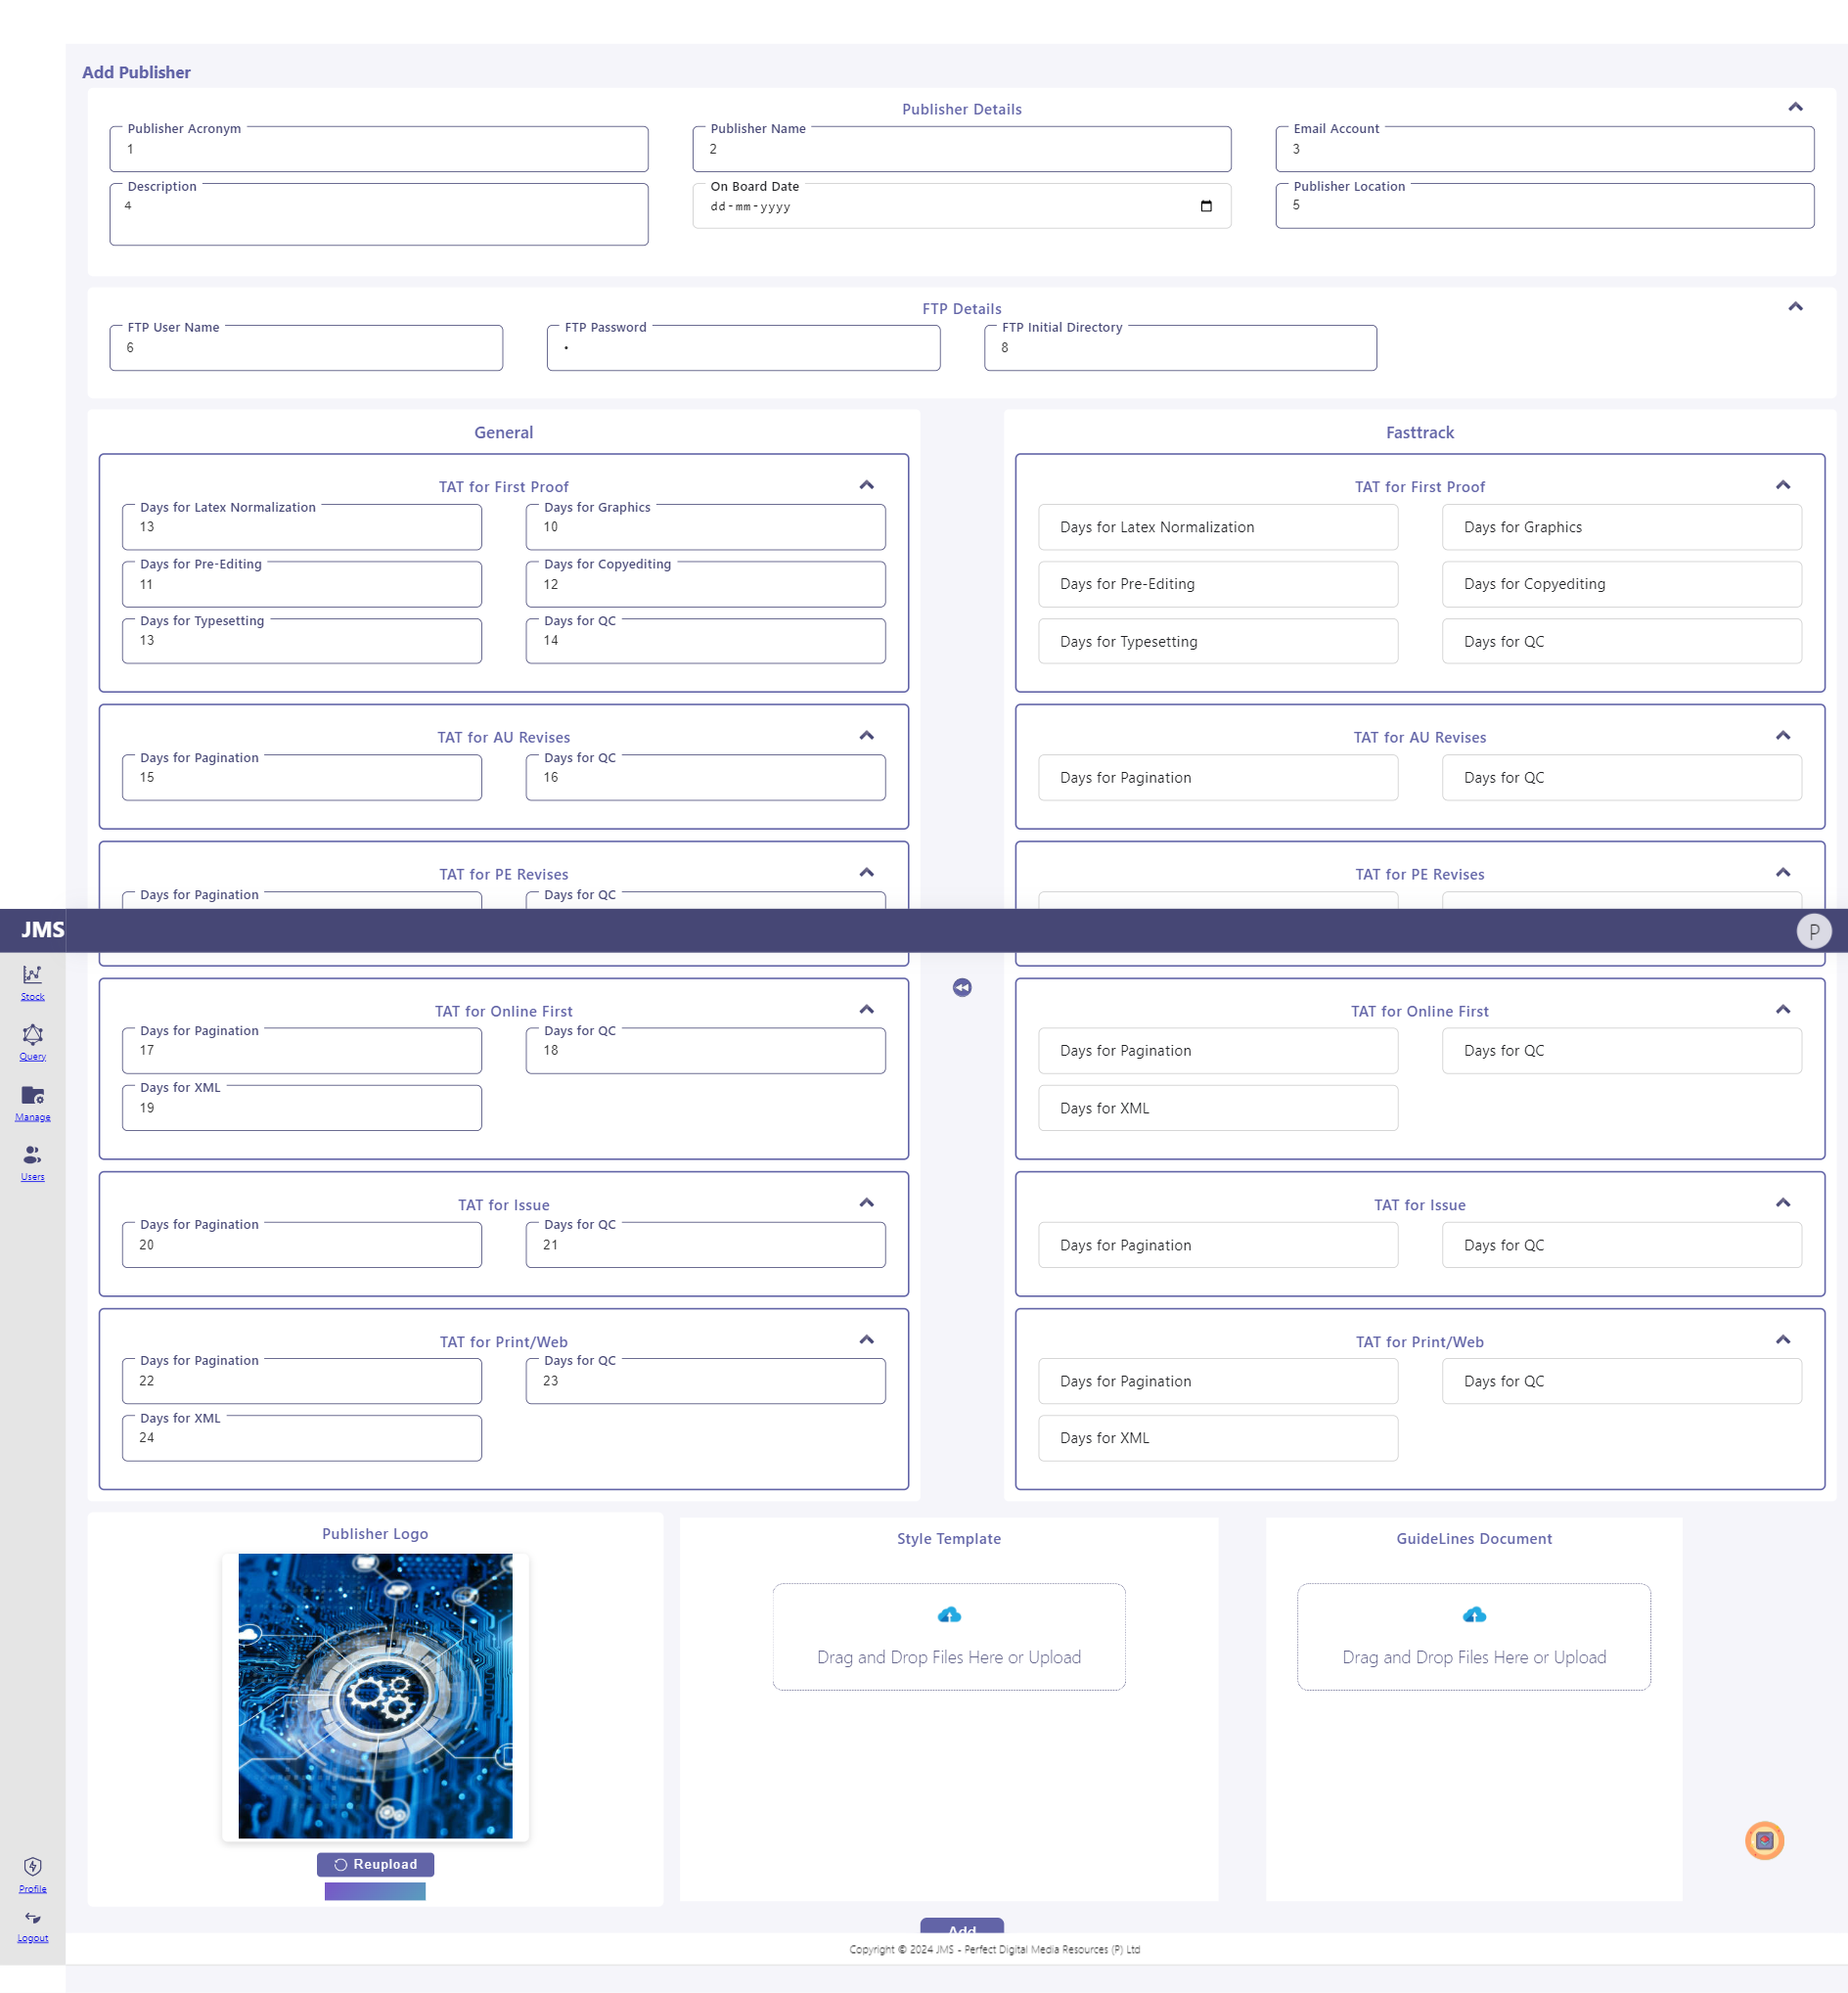 Add Publisher
Publisher Details
Publisher Acronym
1
Publisher Name
2
Email Account
3
Description
4
On Board Date
dd-mm-yyyy
Publisher Location
5
FTP Details
FTP User Name
6
FTP Password
•
FTP Initial Directory
8
General
TAT for First Proof
Days for Latex Normalization
13
Days for Graphics
10
Days for Pre-Editing
11
Days for Copyediting
12
Days for Typesetting
13
Days for QC
14
TAT for AU Revises
Days for Pagination
15
Days for QC
16
TAT for PE Revises
Days for Pagination
Days for QC
Fasttrack
TAT for First Proof
Days for Latex Normalization
Days for Graphics
Days for Pre-Editing
Days for Copyediting
Days for Typesetting
Days for QC
TAT for AU Revises
Days for Pagination
Days for QC
TAT for PE Revises
JMS
P
Stock
Query
Manage
Users
TAT for Online First
Days for Pagination
17
Days for QC
18
Days for XML
19
TAT for Issue
Days for Pagination
20
Days for QC
21
TAT for Print/Web
Days for Pagination
22
Days for QC
23
Days for XML
24
TAT for Online First
Days for Pagination
Days for QC
Days for XML
TAT for Issue
Days for Pagination
Days for QC
TAT for Print/Web
Days for Pagination
Days for QC
Days for XML
Publisher Logo
Reupload
Style Template
Drag and Drop Files Here or Upload
GuideLines Document
Drag and Drop Files Here or Upload
Profile
Logout
Add
Copyright © 2024 JMS - Perfect Digital Media Resources (P) Ltd